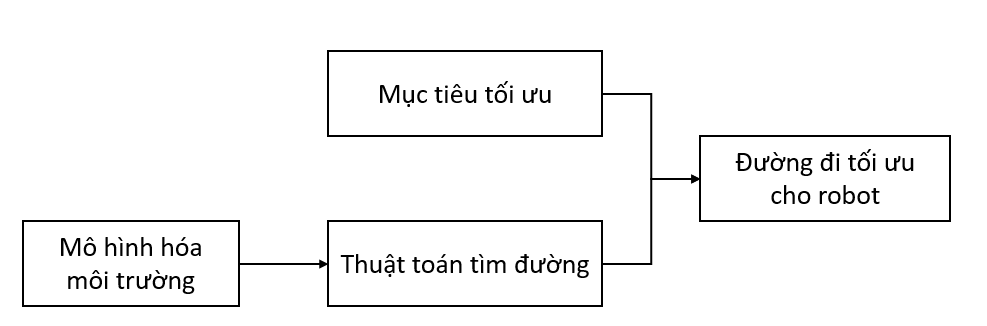 Mục tiêu tối ưu
Đường đi tối ưu
cho robot
Mô hình hóa
môi trường
Thuật toán tìm đường